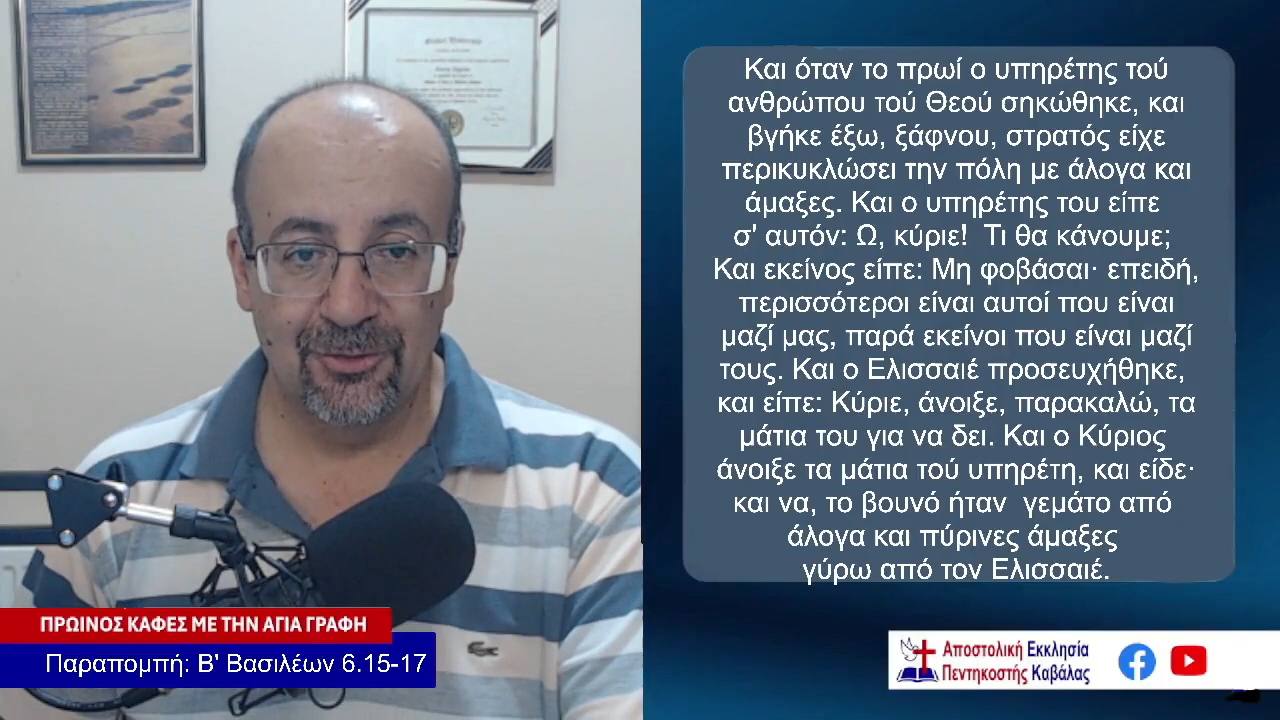 Και όταν το πρωί ο υπηρέτης τού
ανθρώπου τού Θεού σηκώθηκε, και
βγήκε έξω, ξάφνου, στρατός είχε
περικυκλώσει την πόλη με άλογα και
άμαξες. Και ο υπηρέτης του είπε
σ' αυτόν: Ω, κύριε! Τι θα κάνουμε;
Και εκείνος είπε: Μη φοβάσαι· επειδή,
περισσότεροι είναι αυτοί που είναι
μαζί μας, παρά εκείνοι που είναι μαζί
τους. Και ο Ελισσαιέ προσευχήθηκε,
και είπε: Κύριε, άνοιξε, παρακαλώ, τα
μάτια του για να δει. Και ο Κύριος
άνοιξε τα μάτια τού υπηρέτη, και είδε·
και να, το βουνό ήταν γεμάτο από
άλογα και πύρινες άμαξες
γύρω από τον Ελισσαιέ.
ΠΡΩΙΝΟΣ ΚΑΦΕΣ ΜΕ ΤΗΝ ΑΓΙΑ ΓΡΑΦΗ
Παραπομπή: Β' Βασιλέων 6.15-17
Αποστολική Εκκλησία
Πεντηκοστής Καβάλας